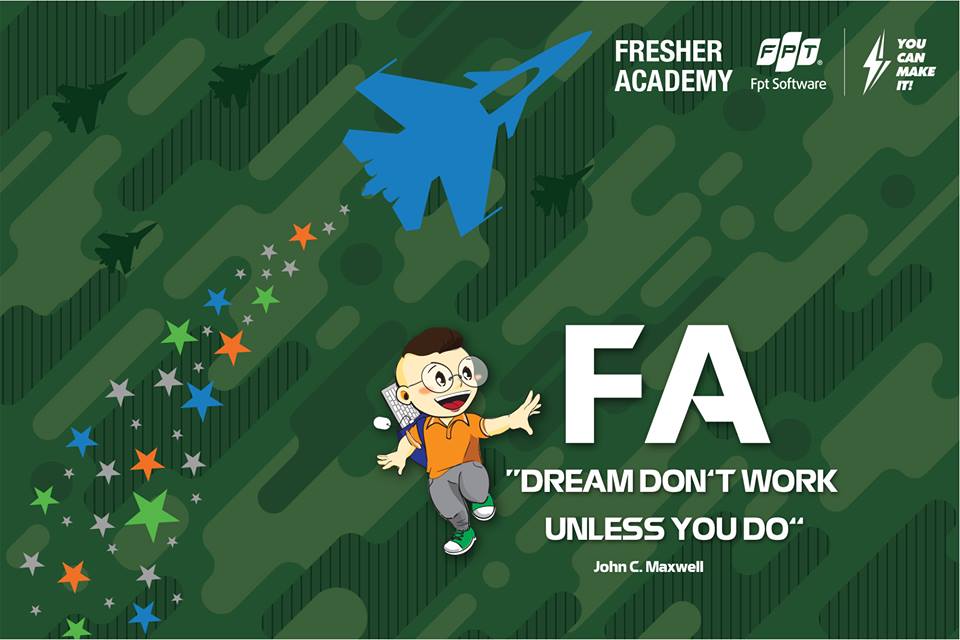 FRESHER
ACADEMY
FPT®
Fpt Software
YOU
CAN
MAKE
IT!
FA
"DREAM DON'T WORK
UNLESS YOU DO"
John C. Maxwell